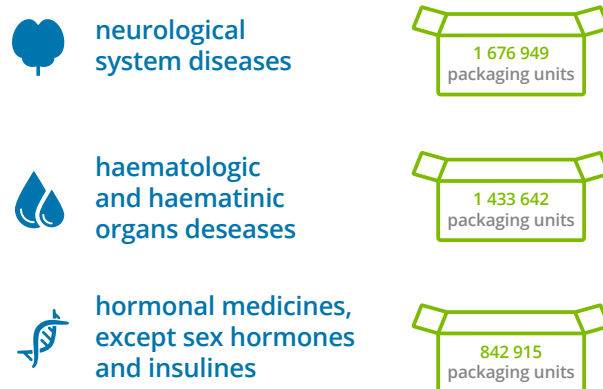 neurological
system diseases
1 676 949
packaging units
haematologic
and haematinic
organs deseases
1 433 642
packaging units
hormonal medicines,
except sex hormones
and insulines
842 915
packaging units